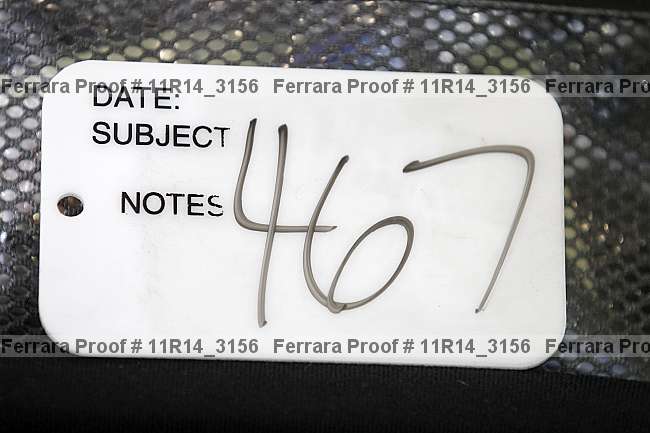 Ferrara Proof # 11R14_3156 Ferrara Proof # 11R14_3156 Ferrara Proof
DATE:
SUBJECT
NOTES
467
Ferrara Proof # 11R14_3156 Ferrara Proof # 11R14_3156 Ferrara Proof